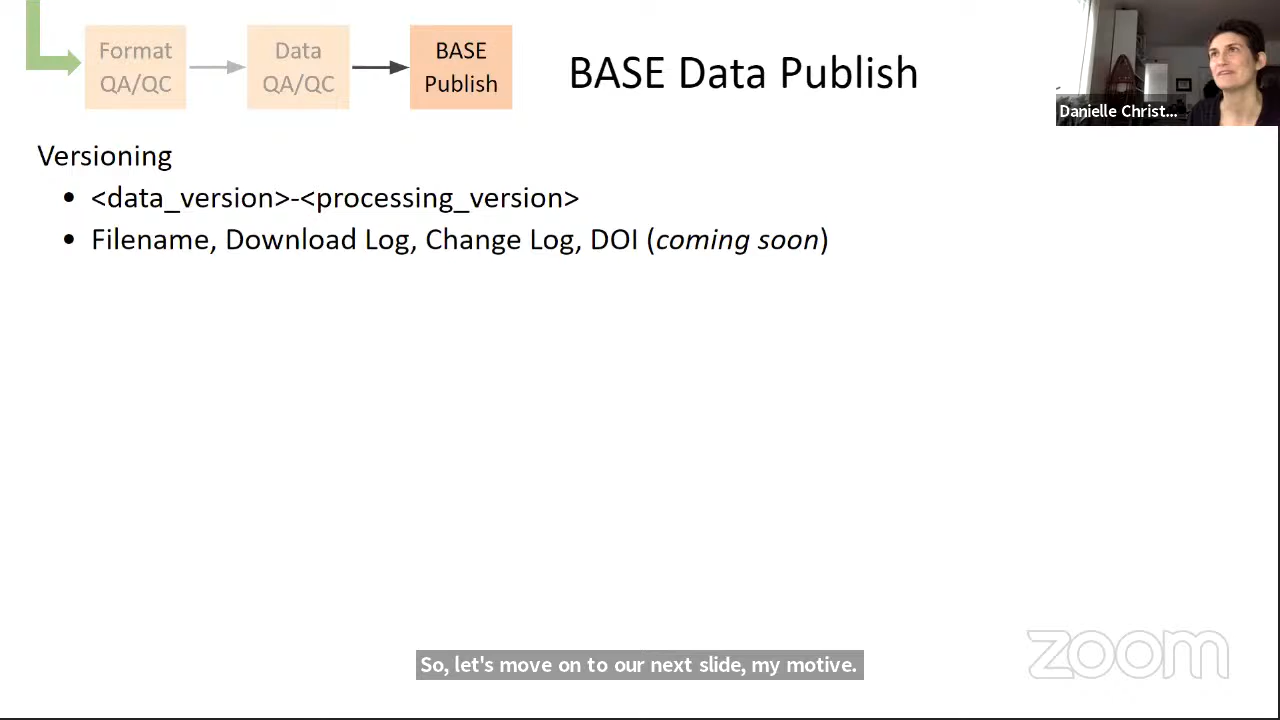 Format
QA/QC
Data
QA/QC
BASE
Publish
BASE Data Publish
Danielle Christ...
Versioning
• <data_version>-<processing_version>
• Filename, Download Log, Change Log, DOI (coming soon)
So, let's move on to our next slide, my motive.
zoom